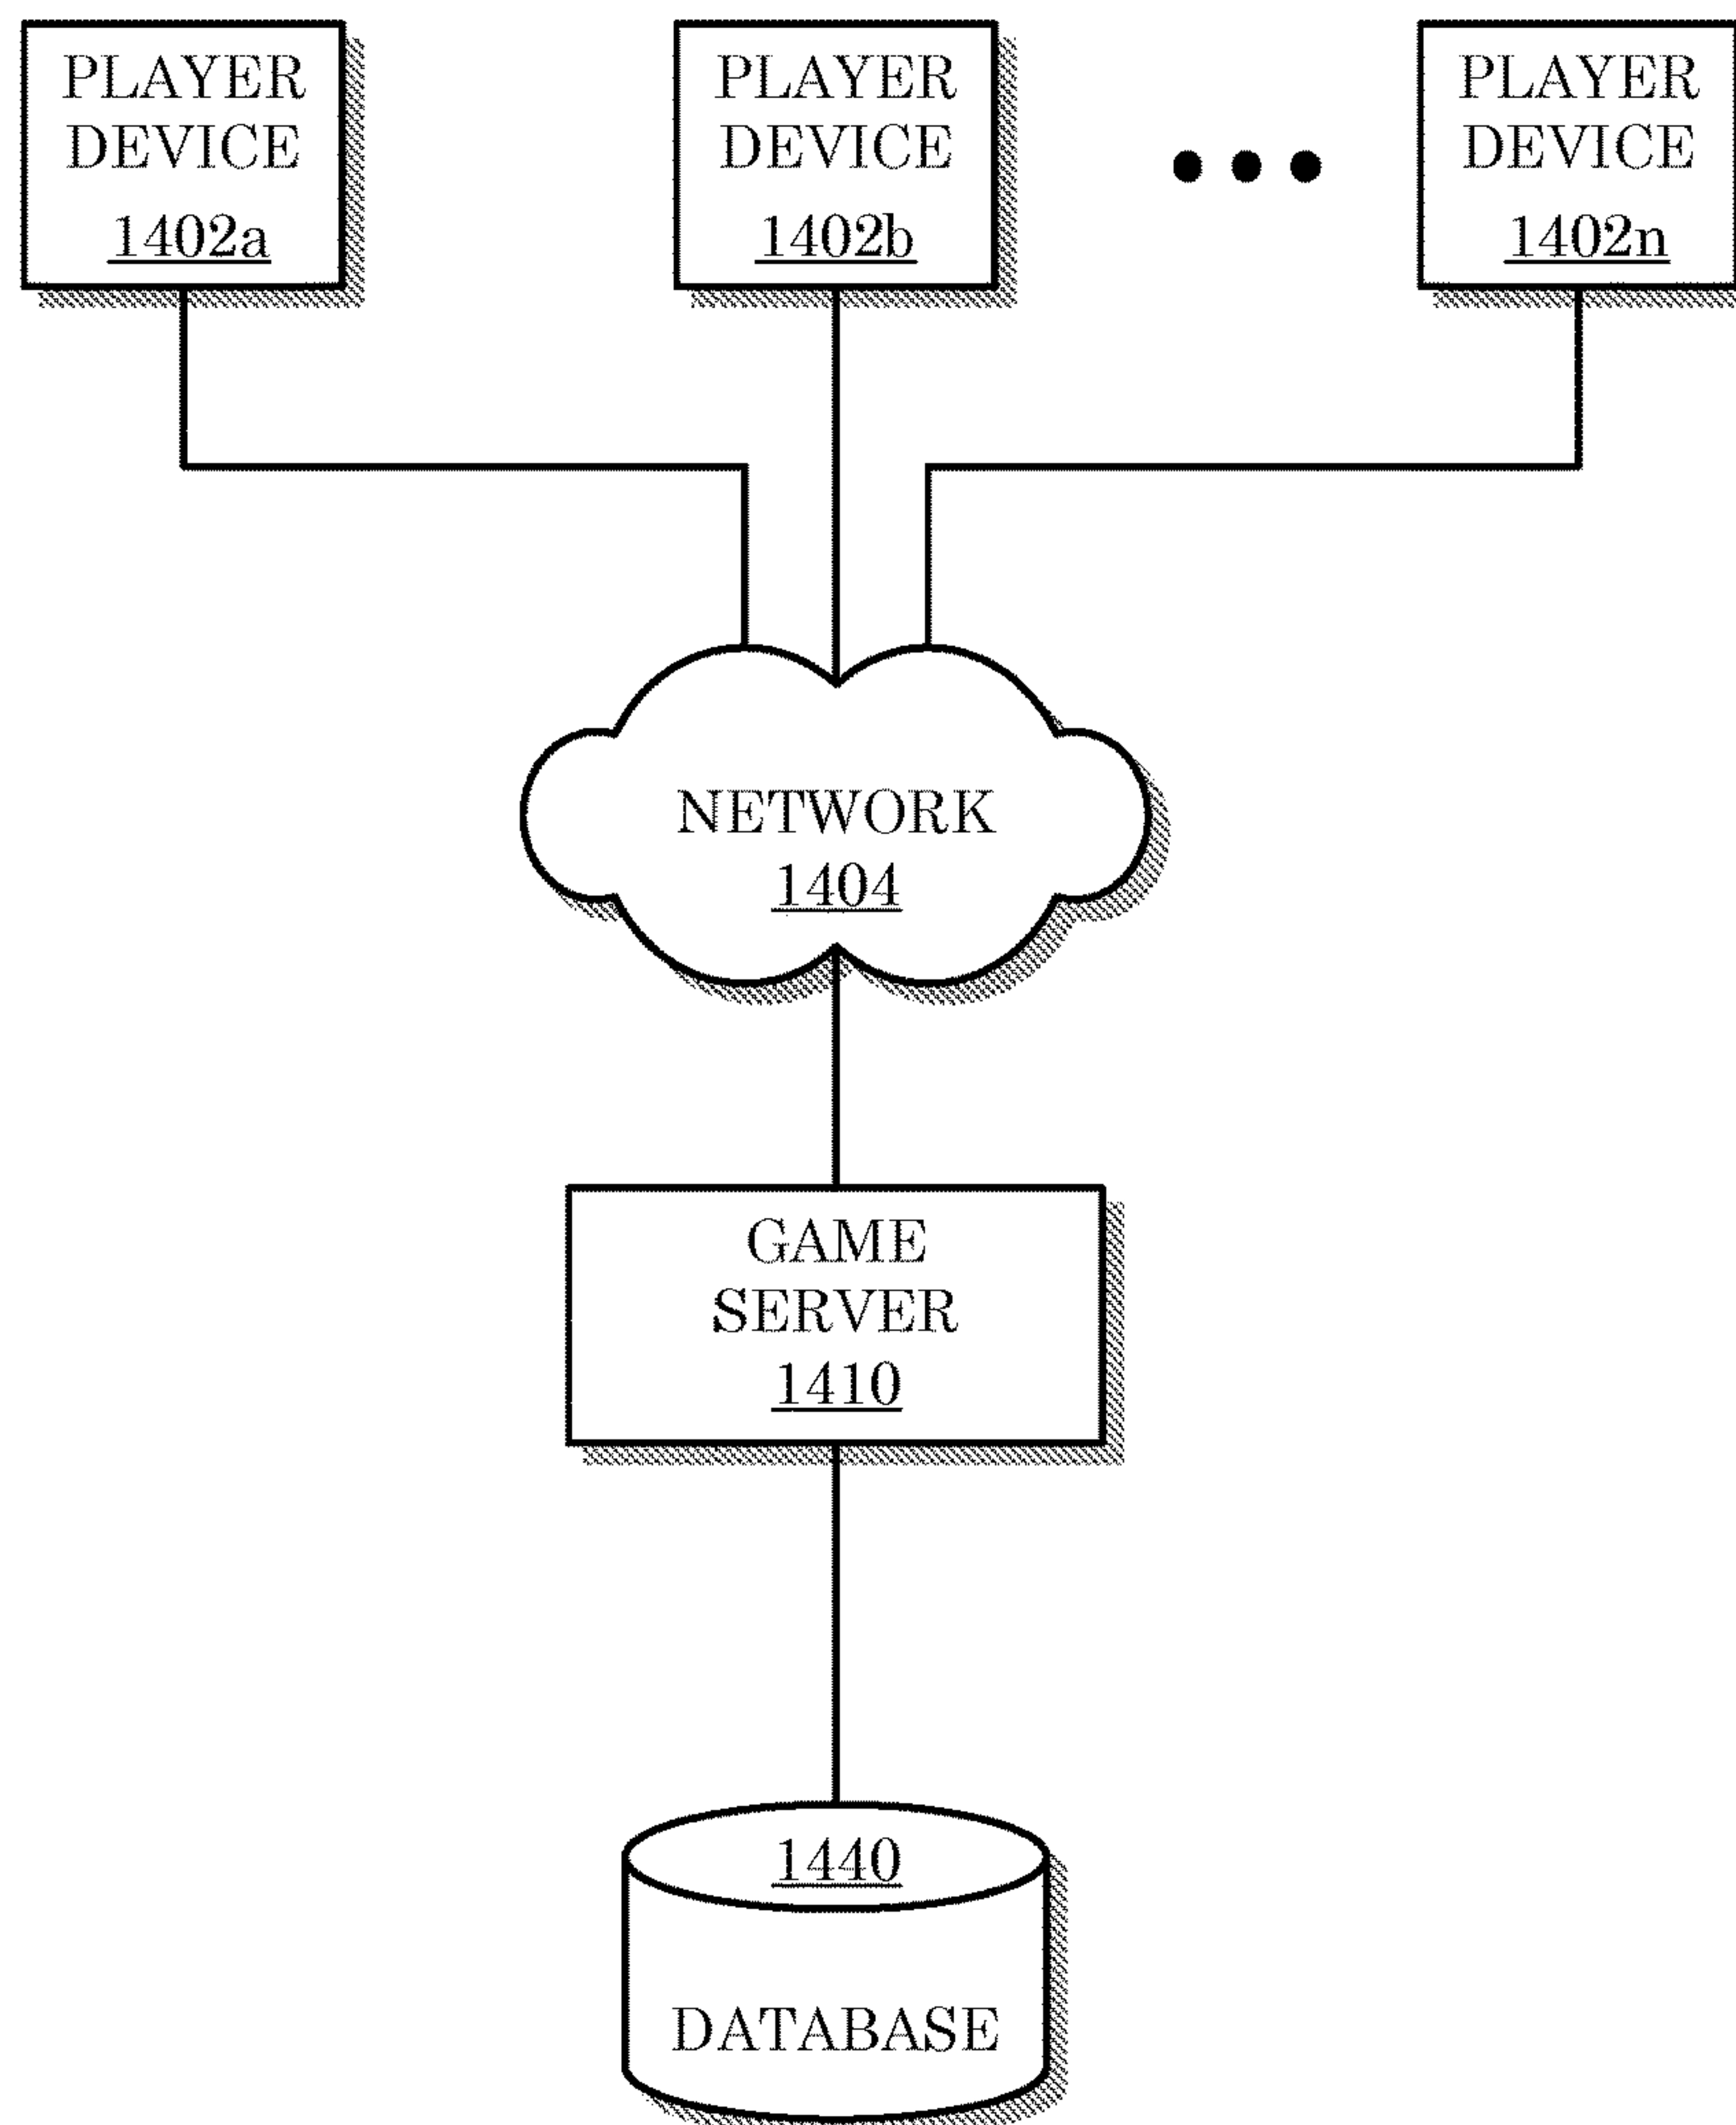 PLAYER
DEVICE
1402a
PLAYER
DEVICE
1402b
PLAYER
DEVICE
1402n
NETWORK
1404
GAME
SERVER
1410
1440
DATABASE